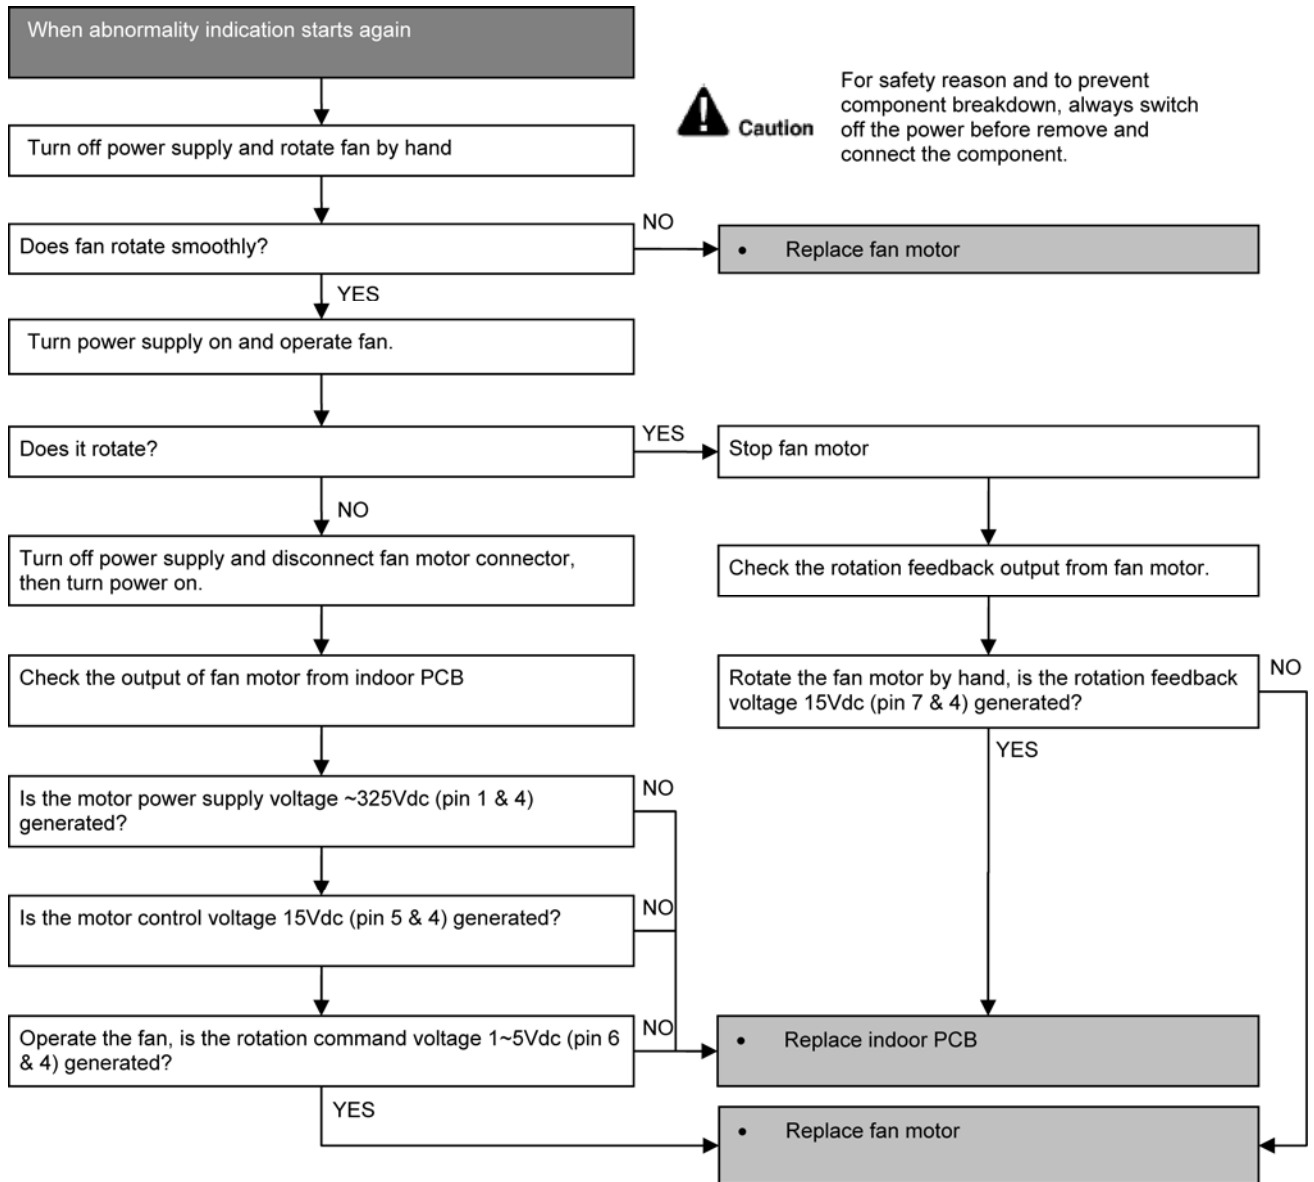 When abnormality indication starts again
For safety reason and to prevent
component breakdown, always switch
off the power before remove and
connect the component.
Caution
Turn off power supply and rotate fan by hand
Does fan rotate smoothly?
NO
• Replace fan motor
YES
Turn power supply on and operate fan.
Does it rotate?
YES
Stop fan motor
NO
Turn off power supply and disconnect fan motor connector,
then turn power on.
Check the rotation feedback output from fan motor.
Check the output of fan motor from indoor PCB
Rotate the fan motor by hand, is the rotation feedback
voltage 15Vdc (pin 7 & 4) generated?
NO
YES
Is the motor power supply voltage ~325Vdc (pin 1 & 4)
generated?
NO
Is the motor control voltage 15Vdc (pin 5 & 4) generated?
NO
Operate the fan, is the rotation command voltage 1~5Vdc (pin 6
& 4) generated?
NO
• Replace indoor PCB
YES
• Replace fan motor